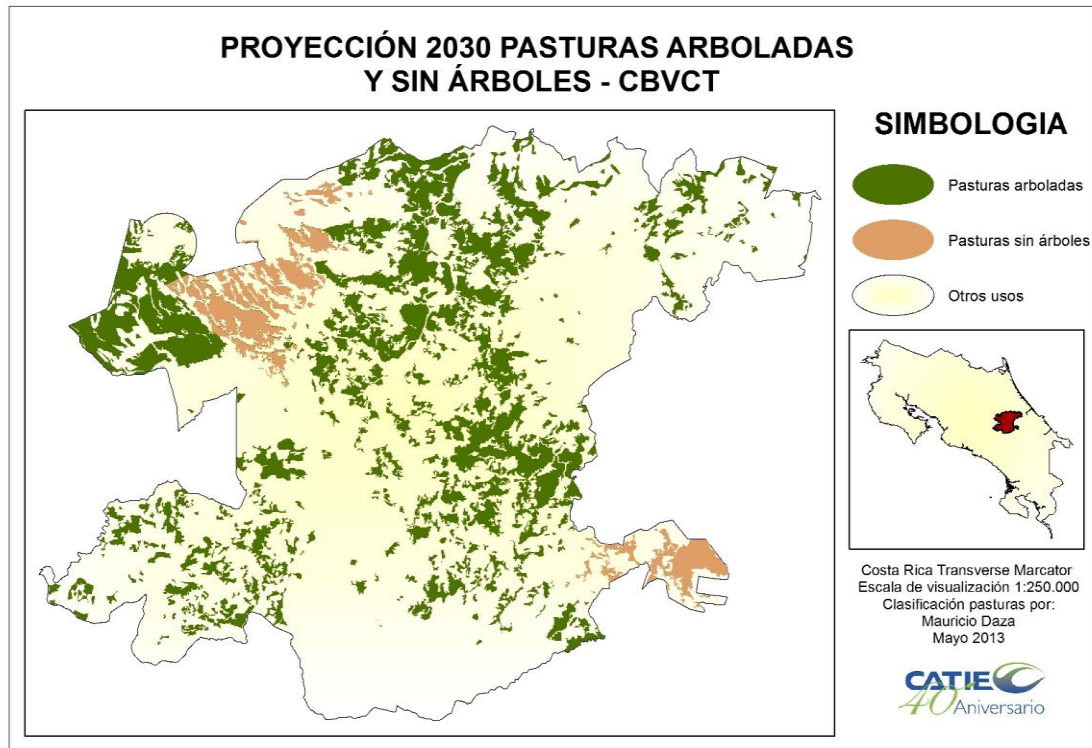 PROYECCIÓN 2030 PASTURAS ARBOLADAS
Y SIN ÁRBOLES - CBVCT
SIMBOLOGIA
Pasturas arboladas
Pasturas sin árboles
Otros usos
Costa Rica Transverse Marcator
Escala de visualización 1:250.000
Clasificación pasturas por:
Mauricio Daza
Mayo 2013
CATIE
40 Aniversario